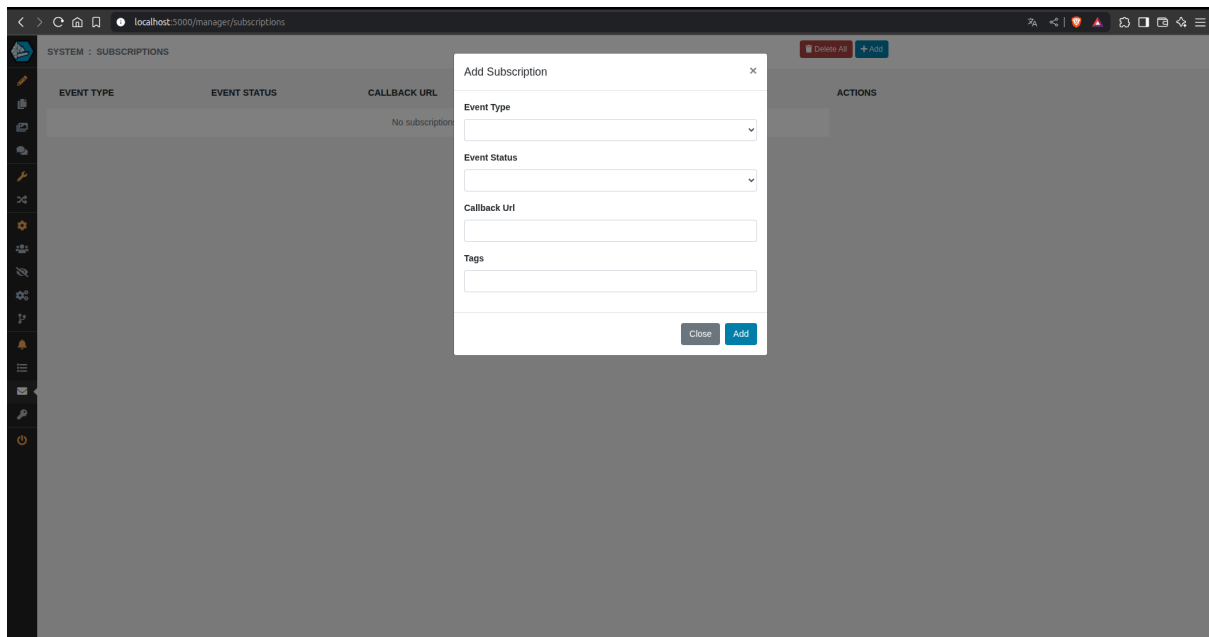 localhost:5000/manager/subscriptions
SYSTEM : SUBSCRIPTIONS
Delete All
Add
EVENT TYPE EVENT STATUS CALLBACK URL ACTIONS
No subscriptions
Add Subscription
×
Event Type
Event Status
Callback Url
Tags
Close Add